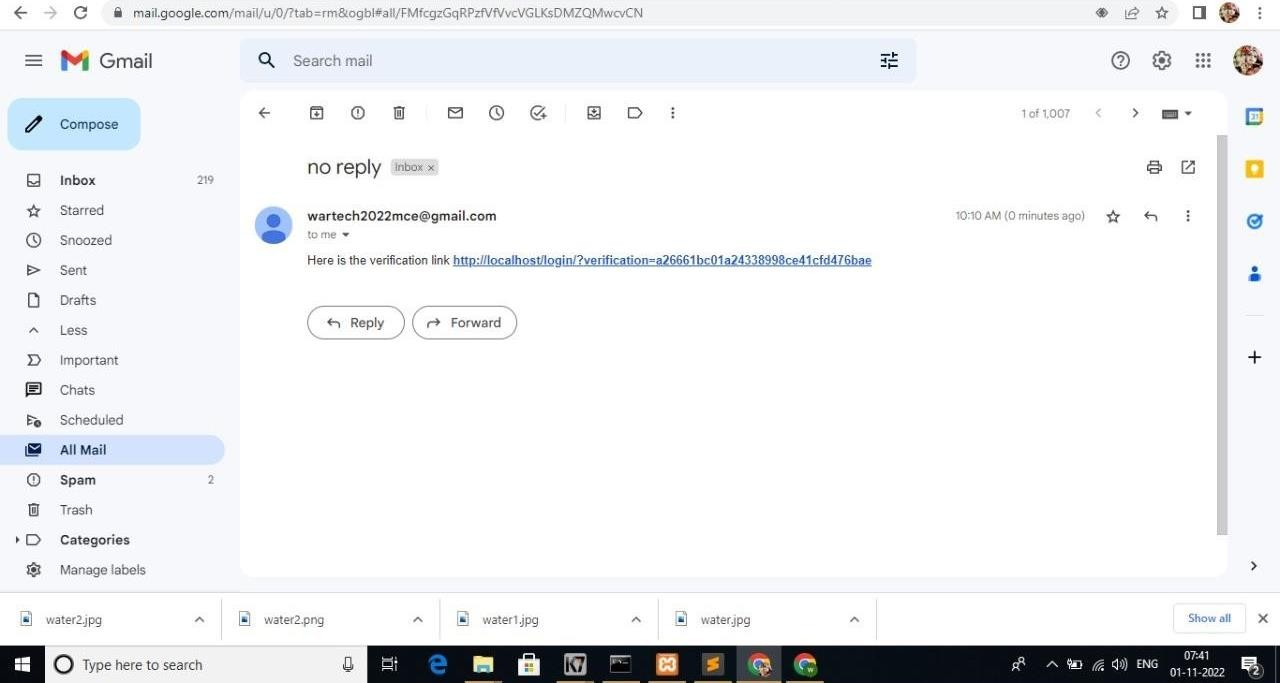 mail.google.com/mail/u/0/?tab=rm&ogbl#all/FMfcgzGqRPzfVfVvcVGLKsDMZQMwcvCN
Gmail
Search mail
Compose
1 of 1,007
no reply Inbox ×
Inbox 219
wartech2022mce@gmail.com 10:10 AM (0 minutes ago)
Starred
to me
Snoozed
Here is the verification link http://localhost/login/?verification=a26661bc01a24338998ce41cfd476bae
Sent
Drafts
Reply Forward
Less
Important
Chats
Scheduled
All Mail
Spam 2
Trash
Categories
Manage labels
water2.jpg water2.png water1.jpg water.jpg Show all
Type here to search
ENG
07:41
01-11-2022
2